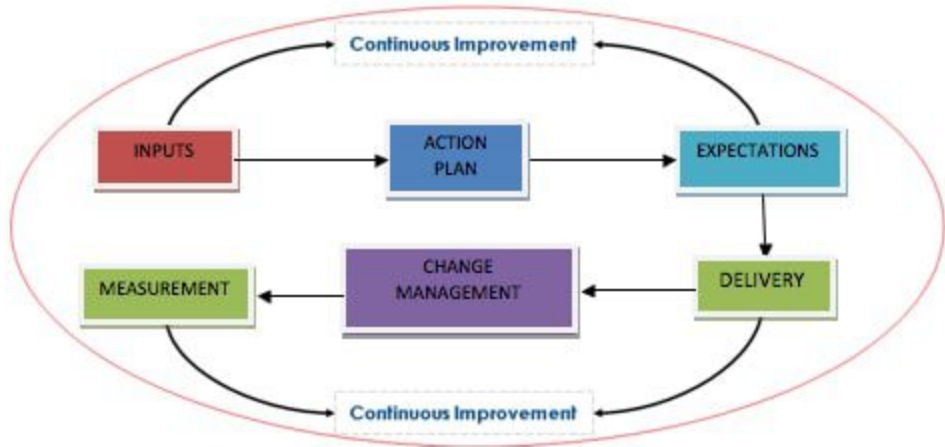 Continuous Improvement
INPUTS
ACTION
PLAN
EXPECTATIONS
MEASUREMENT
CHANGE
MANAGEMENT
DELIVERY
Continuous Improvement